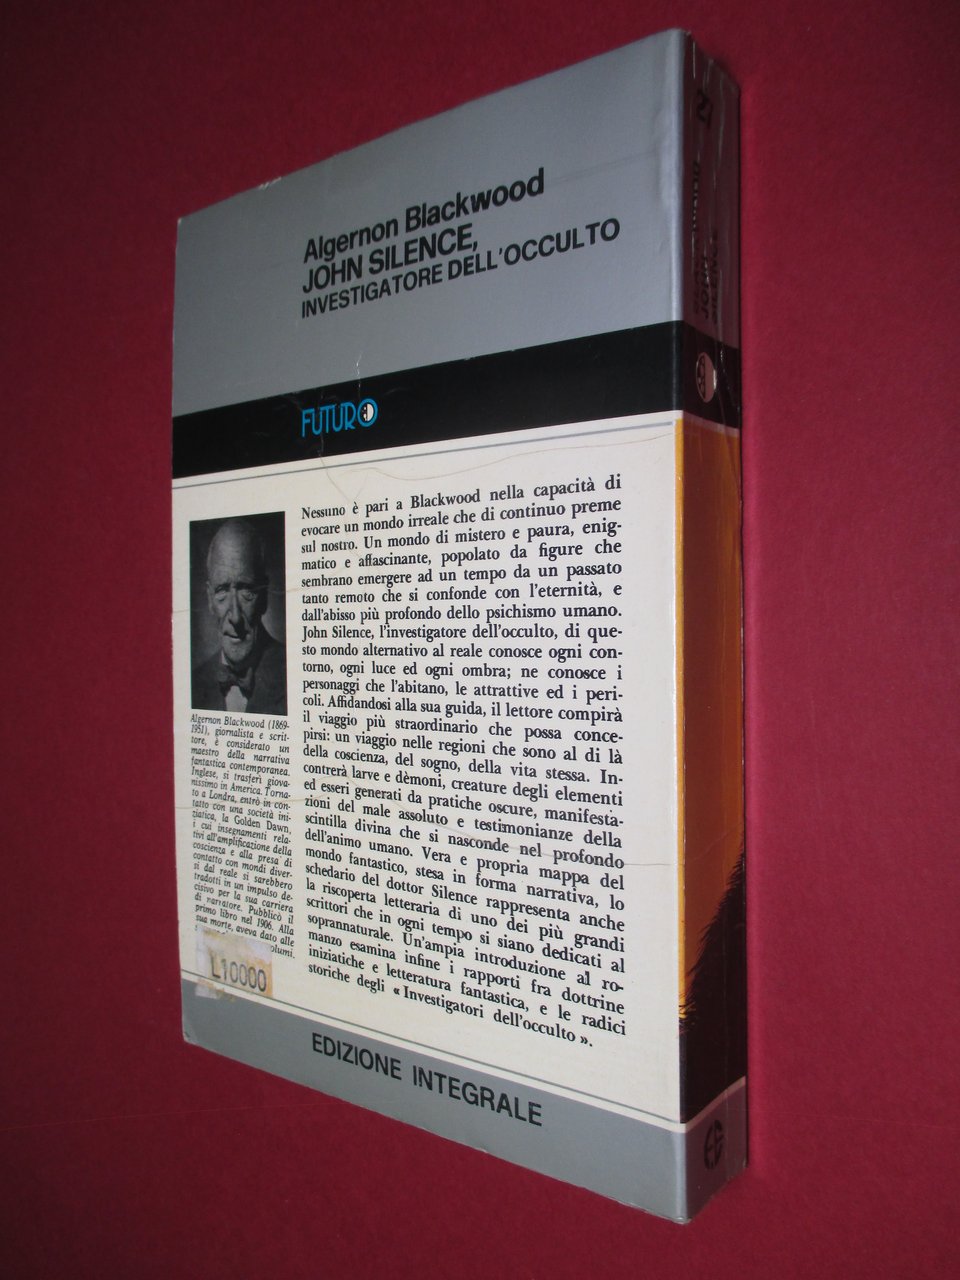 Algernon Blackwood
JOHN SILENCE,
INVESTIGATORE DELL'OCCULTO
FUTURO
Nessuno è pari a Blackwood nella capacità di
evocare un mondo irreale che di continuo preme
sul nostro. Un mondo di mistero e paura, enig-
matico e affascinante, popolato da figure che
sembrano emergere ad un tempo da un passato
tanto remoto che si confonde con l'eternità, e
dall'abisso più profondo dello psichismo umano.
John Silence, l'investigatore dell'occulto, di que-
sto mondo alternativo al reale conosce ogni con-
torno, ogni luce ed ogni ombra; ne conosce i
personaggi che l'abitano, le attrattive ed i peri-
coli. Affidandosi alla sua guida, il lettore compirà
il viaggio più straordinario che possa conce-
pirsi: un viaggio nelle regioni che sono al di là
della coscienza, del sogno, della vita stessa. In-
contrerà larve e dèmoni, creature degli elementi
ed esseri generati da pratiche oscure, manifesta-
zioni del male assoluto e testimonianze della
scintilla divina che si nasconde nel profondo
dell'animo umano. Vera e propria mappa del
mondo fantastico, stesa in forma narrativa, lo
schedario del dottor Silence rappresenta anche
la riscoperta letteraria di uno dei più grandi
scrittori che in ogni tempo si siano dedicati al
soprannaturale. Un'ampia introduzione al ro-
manzo esamina infine i rapporti fra dottrine
iniziatiche e letteratura fantastica, e le radici
storiche degli « Investigatori dell'occulto ».
Algernon Blackwood (1869-
1951), giornalista e scrit-
tore, è considerato un
maestro della narrativa
fantastica contemporanea.
Inglese, si trasferì giova-
nissimo in America. Torna-
to a Londra, entrò in con-
tatto con una società ini-
ziatica, la Golden Dawn,
i cui insegnamenti rela-
tivi all'amplificazione della
coscienza e alla presa di
contatto con mondi diver-
si dal reale si sarebbero
tradotti in un impulso de-
cisivo per la sua carriera
di narratore. Pubblicò il
primo libro nel 1906. Alla
sua morte, aveva dato alle
L10000
EDIZIONE INTEGRALE
2
JOHN
SILENCE